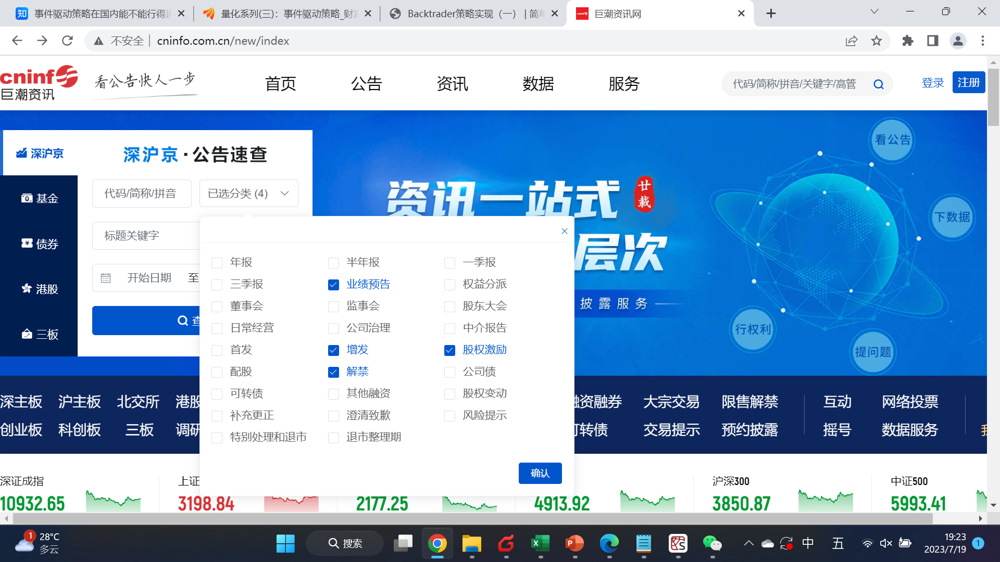 事件驱动策略在国内能不能行得通
量化系列(三)：事件驱动策略_财富
Backtrader策略实现（一）｜简单
巨潮资讯网
不安全 cninfo.com.cn/new/index
cninf
巨潮资讯
看公告快人一步
首页 公告 资讯 数据 服务
代码/简称/拼音/关键字/高管
登录 注册
深沪京
基金
债券
港股
三板
深沪京·公告速查
代码/简称/拼音 已选分类 (4)
标题关键字
开始日期 至
查
年报 半年报 一季报
三季报 业绩预告 权益分派
董事会 监事会 股东大会
日常经营 公司治理 中介报告
首发 增发 股权激励
配股 解禁 公司债
可转债 其他融资 股权变动
补充更正 澄清致歉 风险提示
特别处理和退市 退市整理期
确认
资讯一站式
廿载
层次
披露服务
看公告
下数据
行权利
提问题
深主板 沪主板 北交所 港股 融资融券 大宗交易 限售解禁 互动 网络投票
创业板 科创板 三板 调研 可转债 交易提示 预约披露 摇号 数据服务
深证成指 上证 沪深300 中证500
10932.65 3198.84 2177.25 4913.92 3850.87 5993.41
1
28°C
多云
搜索
中 五
19:23
2023/7/19
1